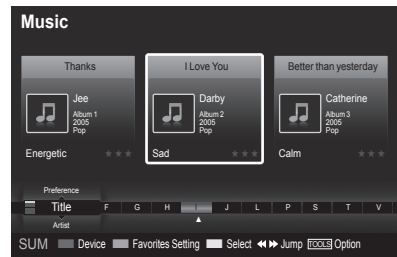 Music
Thanks
I Love You
Better than yesterday
Jee
Album 1
2005
Pop
Energetic
Darby
Album 2
2005
Pop
Sad
Catherine
Album 3
2005
Pop
Calm
Preference
Title F G H I J L P S T V
Artist
SUM Device Favorites Setting Select Jump TOOLS Option